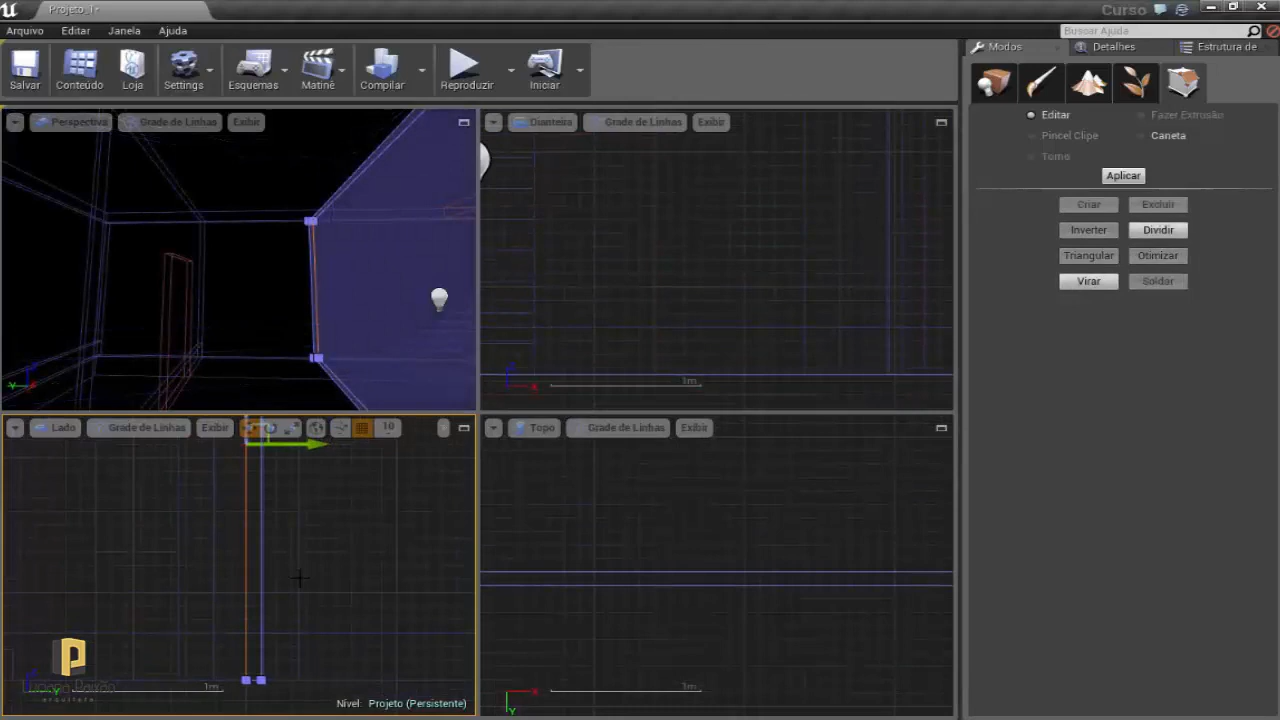 Projeto_1•
Curso
Arquivo Editar Janela Ajuda
Buscar Ajuda
Salvar Conteúdo Loja Settings Esquemas Matinê Compilar Reproduzir Iniciar
Modos Detalhes Estrutura de
Editar Fazer Extrusão
Pincel Clipe Caneta
Torno
Aplicar
Criar Excluir
Inverter Dividir
Triangular Otimizar
Virar Soldar
Perspectiva Grade de Linhas Exibir
Dianteira Grade de Linhas Exibir
Z
Y X
X
1m
Lado Grade de Linhas Exibir 10
Topo Grade de Linhas Exibir
P
Luciano Paixão
arquiteto
1m
Nível: Projeto (Persistente)
X
Y
1m